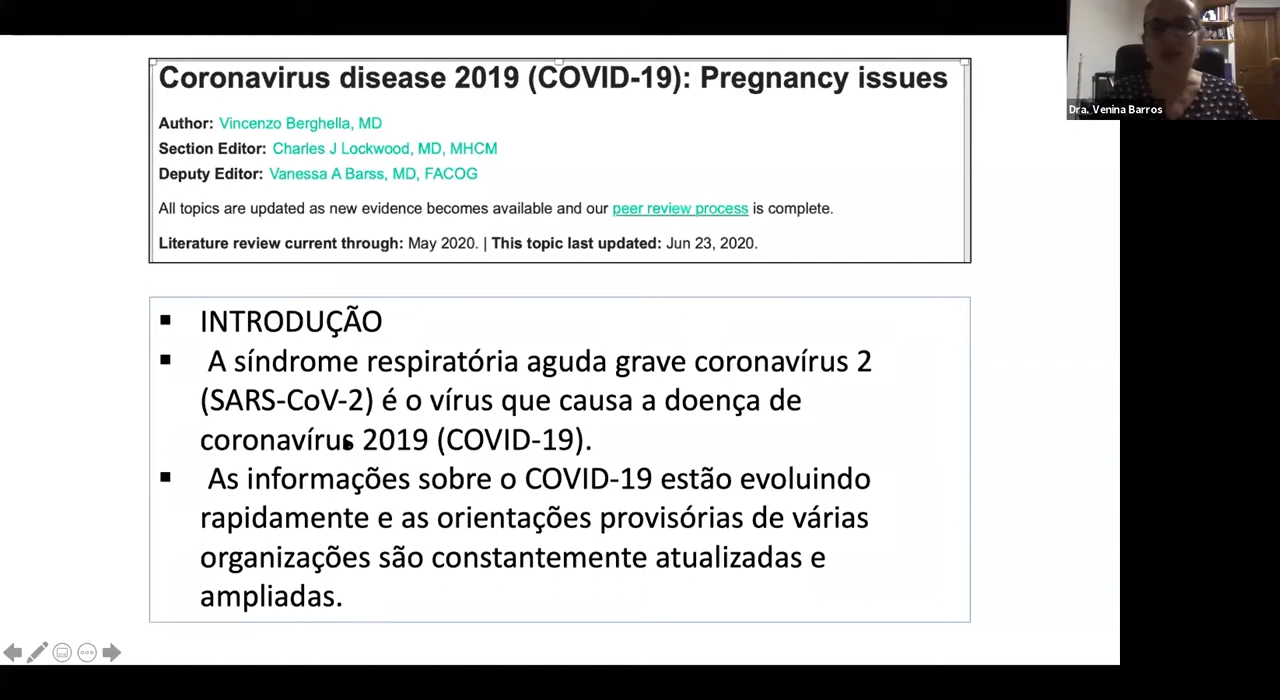 Coronavirus disease 2019 (COVID-19): Pregnancy issues
Dra. Venina Barros
Author: Vincenzo Berghella, MD
Section Editor: Charles J Lockwood, MD, MHCM
Deputy Editor: Vanessa A Barss, MD, FACOG
All topics are updated as new evidence becomes available and our peer review process is complete.
Literature review current through: May 2020. | This topic last updated: Jun 23, 2020.
▪ INTRODUÇÃO
▪ A síndrome respiratória aguda grave coronavírus 2
(SARS-CoV-2) é o vírus que causa a doença de
coronavírus 2019 (COVID-19).
▪ As informações sobre o COVID-19 estão evoluindo
rapidamente e as orientações provisórias de várias
organizações são constantemente atualizadas e
ampliadas.